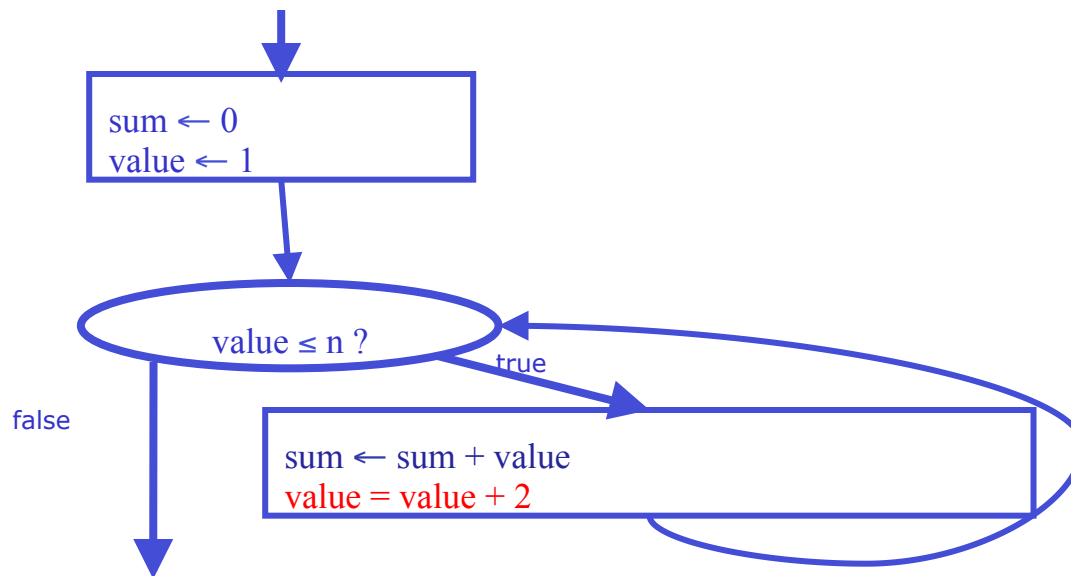 sum ← 0
value ← 1
value ≤ n ?
true
false
sum ← sum + value
value = value + 2